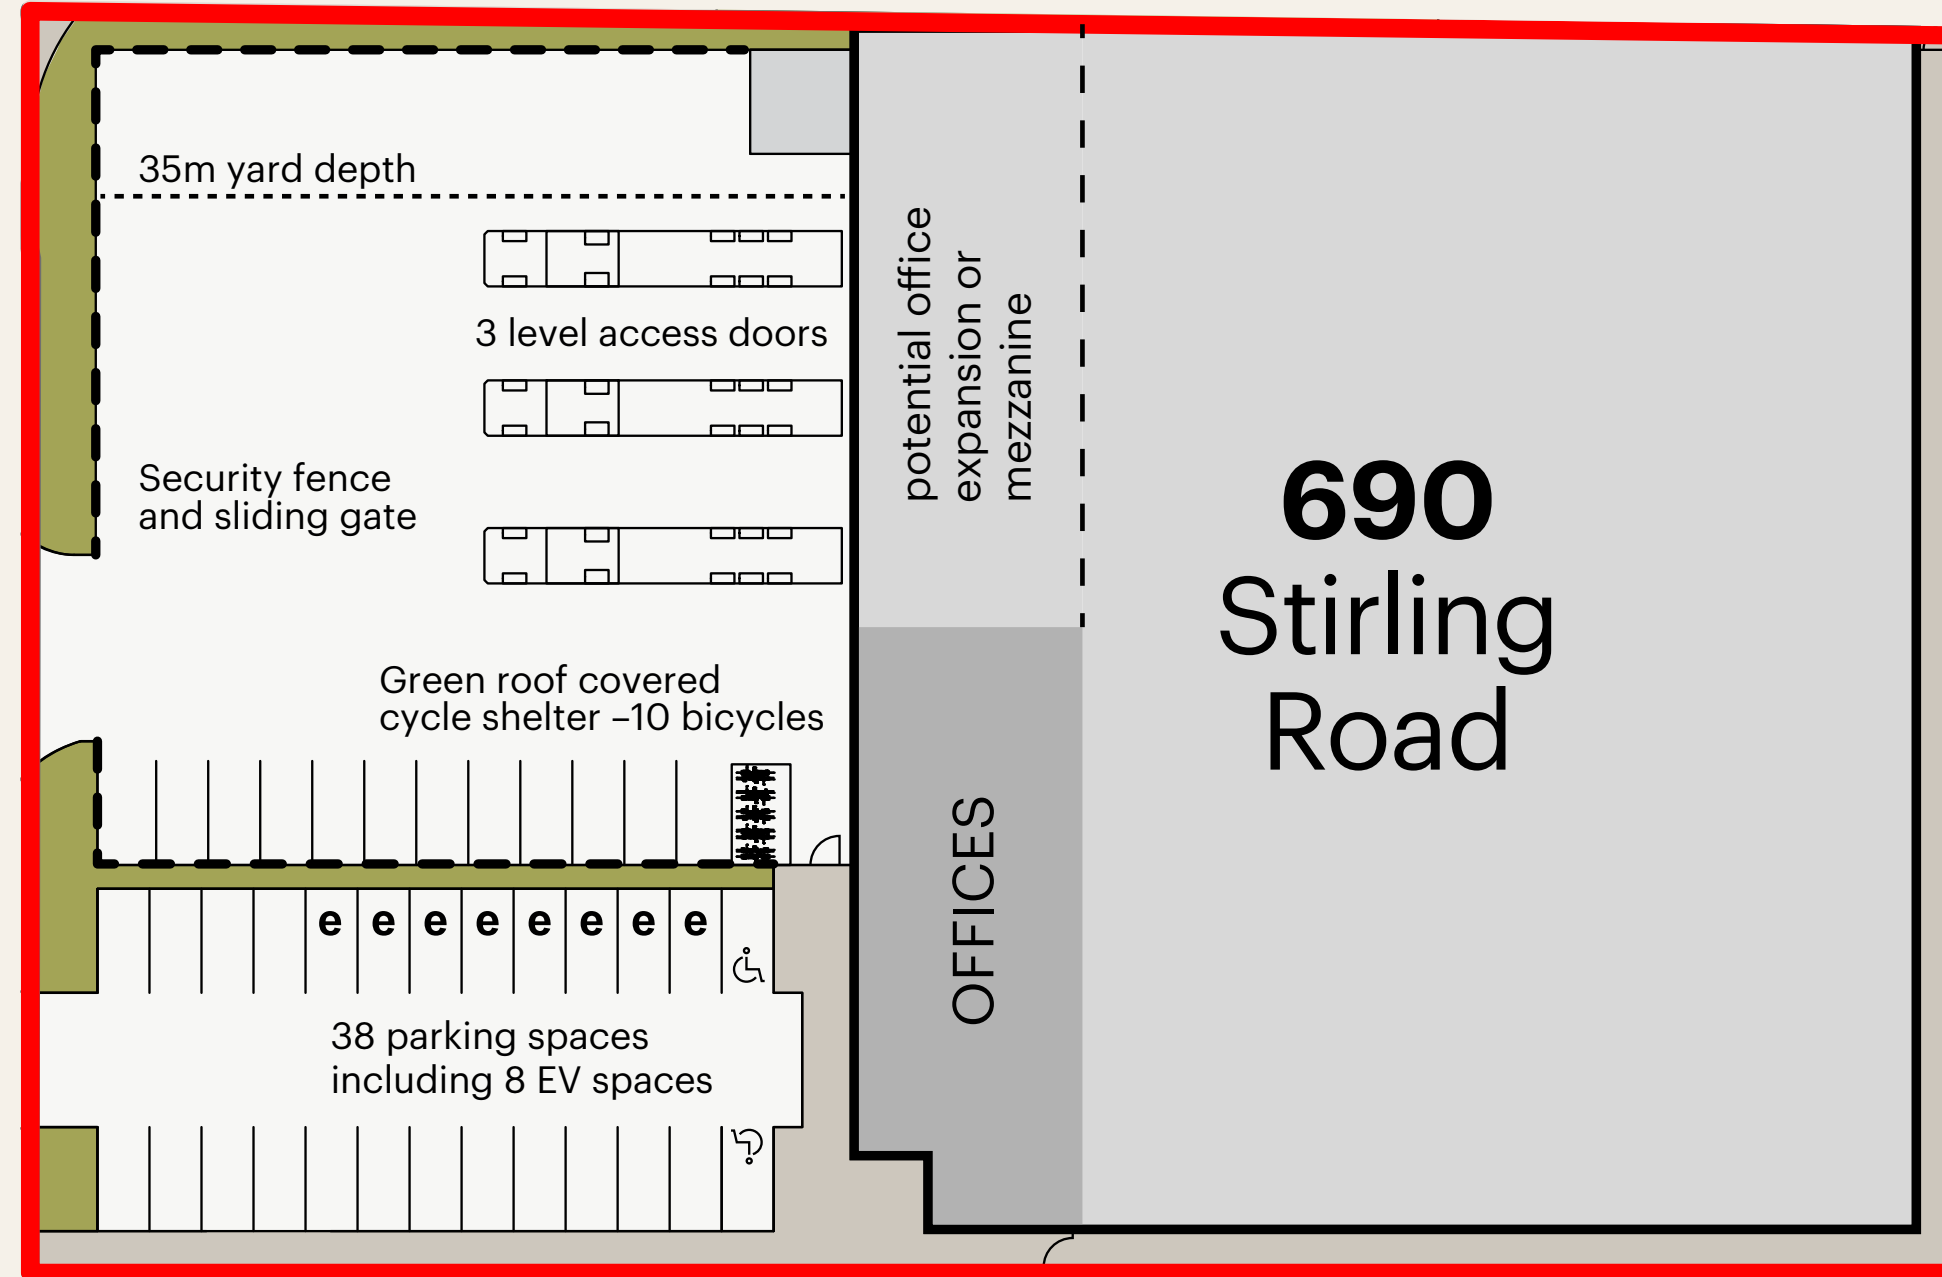 35m yard depth
3 level access doors
Security fence
and sliding gate
Green roof covered
cycle shelter –10 bicycles
e e e e e e e e
38 parking spaces
including 8 EV spaces
potential office
expansion or
mezzanine
OFFICES
690
Stirling
Road